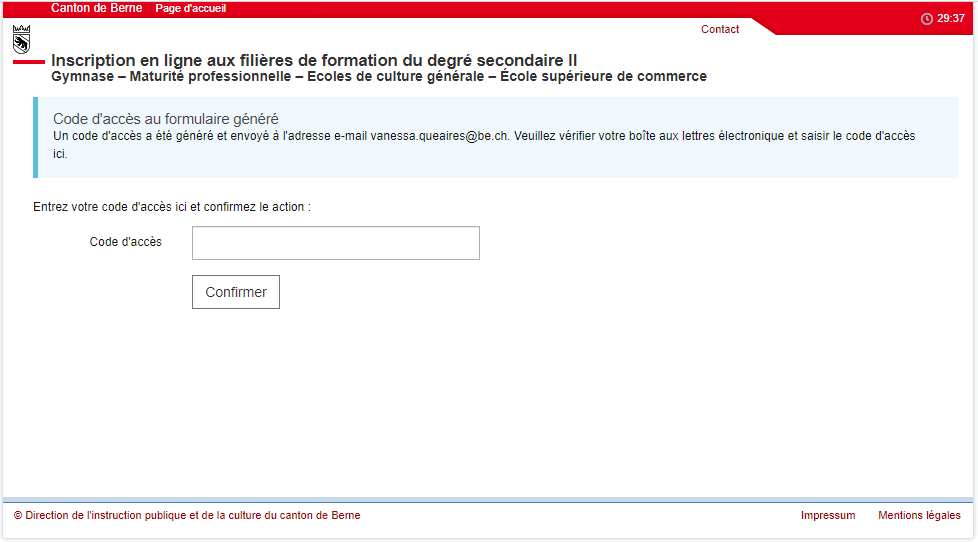 Canton de Berne Page d'accueil
29:37
Contact
Inscription en ligne aux filières de formation du degré secondaire II
Gymnase – Maturité professionnelle – Ecoles de culture générale – École supérieure de commerce
Code d'accès au formulaire généré
Un code d'accès a été généré et envoyé à l'adresse e-mail vanessa.queaires@be.ch. Veuillez vérifier votre boîte aux lettres électronique et saisir le code d'accès
ici.
Entrez votre code d'accès ici et confirmez le action :
Code d'accès
Confirmer
© Direction de l'instruction publique et de la culture du canton de Berne
Impressum Mentions légales